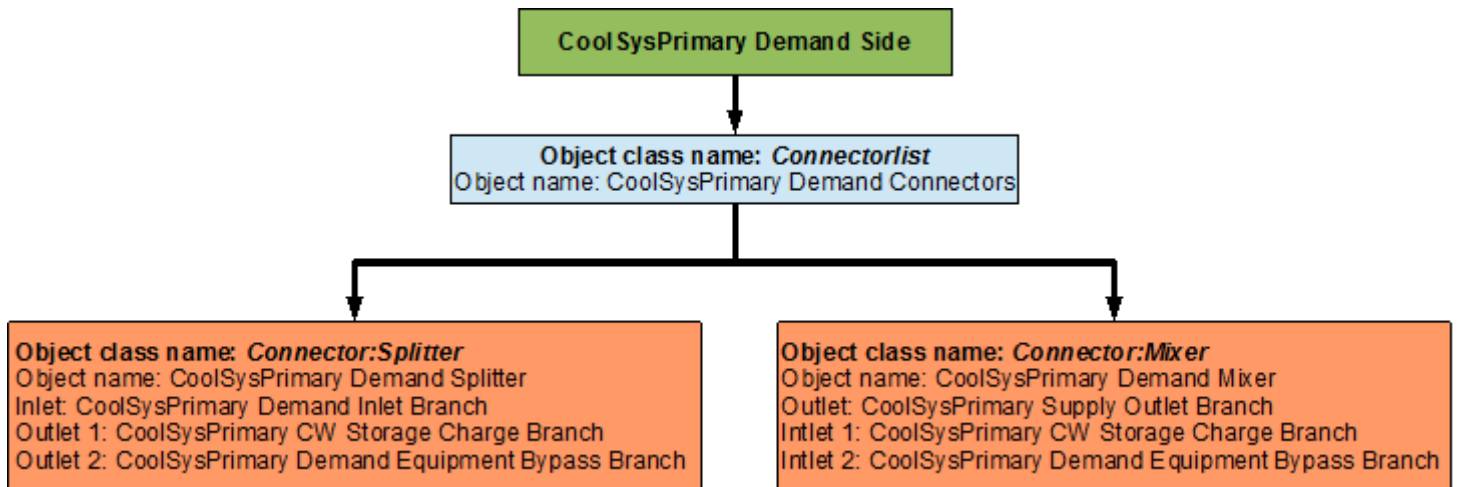 CoolSysPrimary Demand Side
Object class name: Connectorlist
Object name: CoolSysPrimary Demand Connectors
Object class name: Connector:Splitter
Object name: CoolSysPrimary Demand Splitter
Inlet: CoolSysPrimary Demand Inlet Branch
Outlet 1: CoolSysPrimary CW Storage Charge Branch
Outlet 2: CoolSysPrimary Demand Equipment Bypass Branch
Object class name: Connector:Mixer
Object name: CoolSysPrimary Demand Mixer
Outlet: CoolSysPrimary Supply Outlet Branch
Intlet 1: CoolSysPrimary CW Storage Charge Branch
Intlet 2: CoolSysPrimary Demand Equipment Bypass Branch